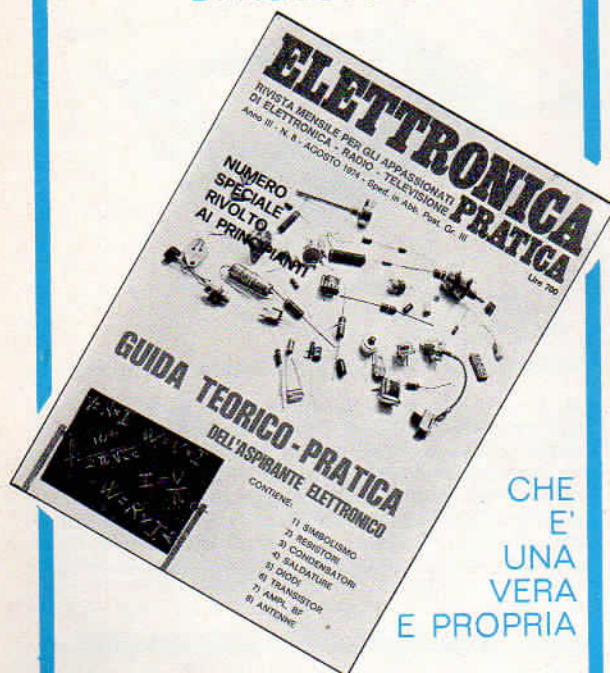 ELETTRONICA
PRATICA
RIVISTA MENSILE PER GLI APPASSIONATI
DI ELETTRONICA - RADIO - TELEVISIONE
Anno III - N. 8 - AGOSTO 1974 - Sped. in Abb. Post. Gr. III
Lire 700
NUMERO
SPECIALE
RIVOLTO
AI PRINCIPIANTI
GUIDA TEORICO-PRATICA
DELL'ASPIRANTE ELETTRONICO
CONTIENE:
1) SIMBOLISMO
2) RESISTORI
3) CONDENSATORI
4) SALDATURE
5) DIODI
6) TRANSISTOR
7) AMPL. BF
8) ANTENNE
CHE
E'
UNA
VERA
E PROPRIA